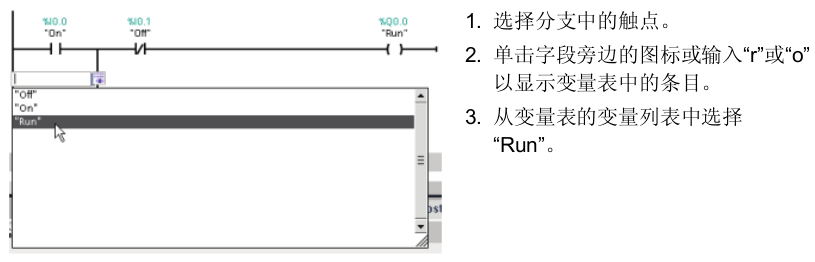 %I0.0 %I0.1 %Q0.0
"On" "Off" "Run"
"Off"
"On"
"Run"
1. 选择分支中的触点。
2. 单击字段旁边的图标或输入“r”或“o”
以显示变量表中的条目。
3. 从变量表的变量列表中选择
“Run”。